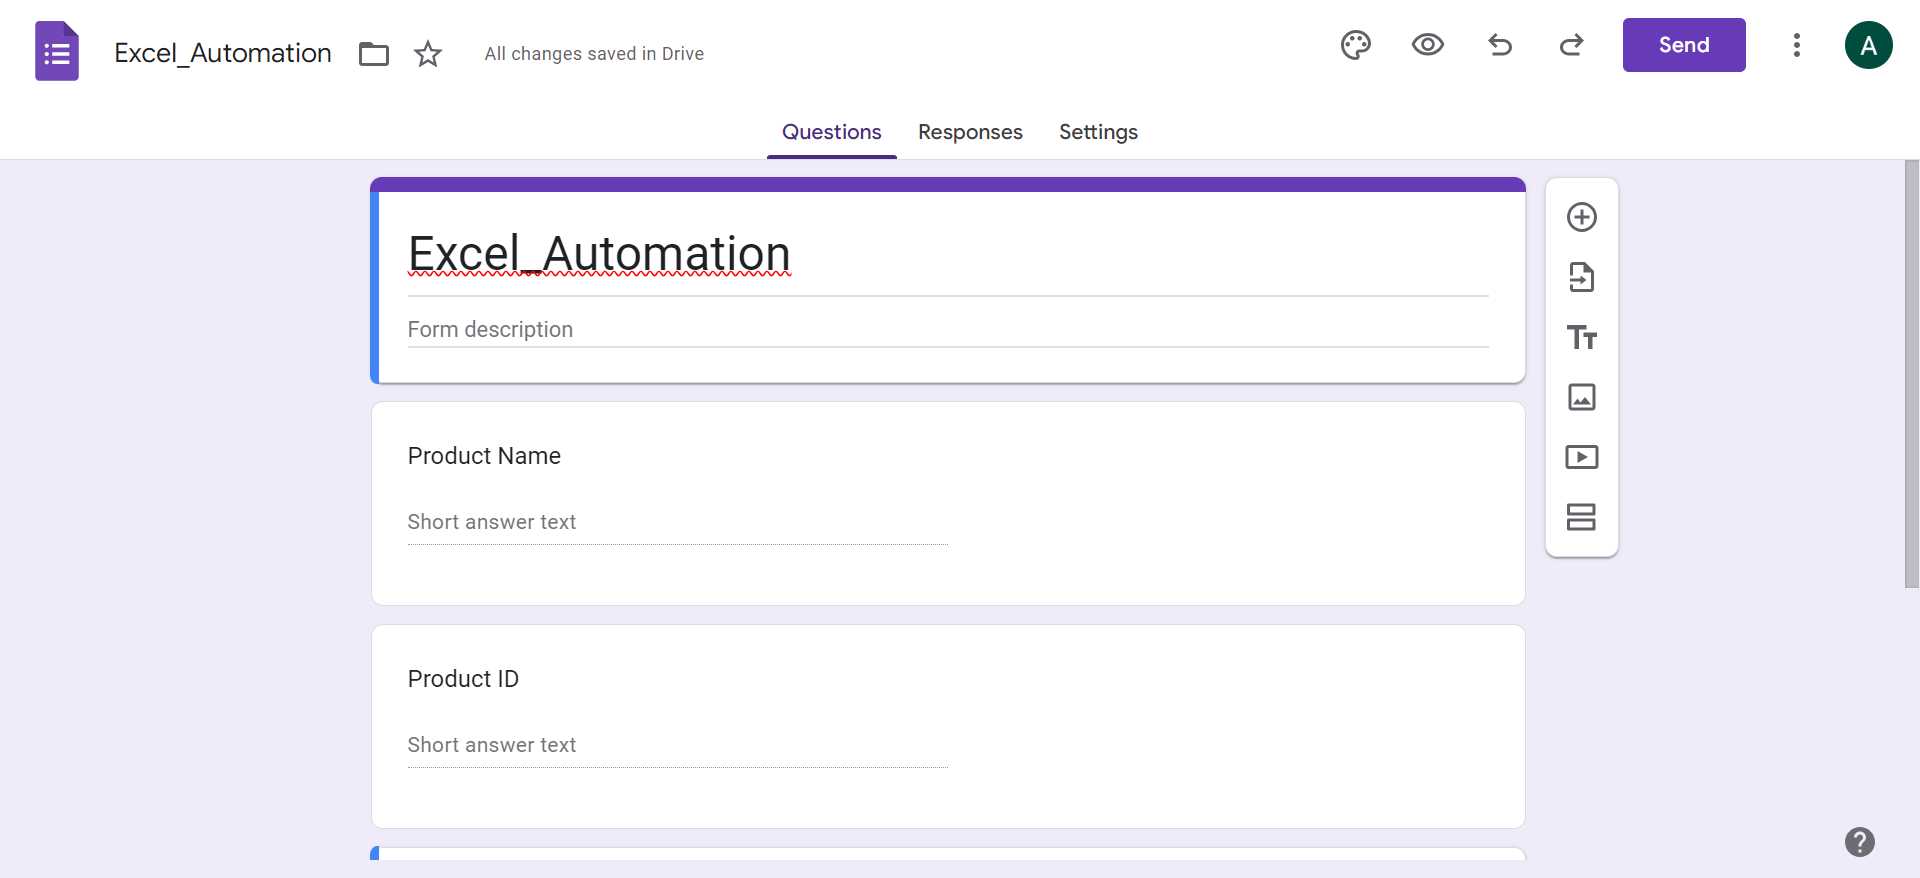 Excel_Automation
All changes saved in Drive
Send
A
Questions
Responses
Settings
Excel_Automation
Form description
Product Name
Short answer text
Product ID
Short answer text